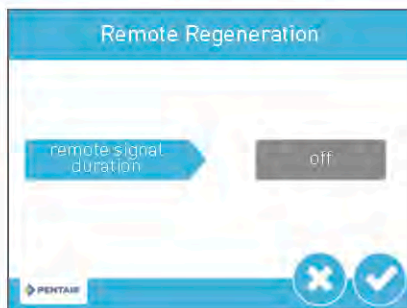 Remote Regeneration
remote signal
duration
off
PENTAIR